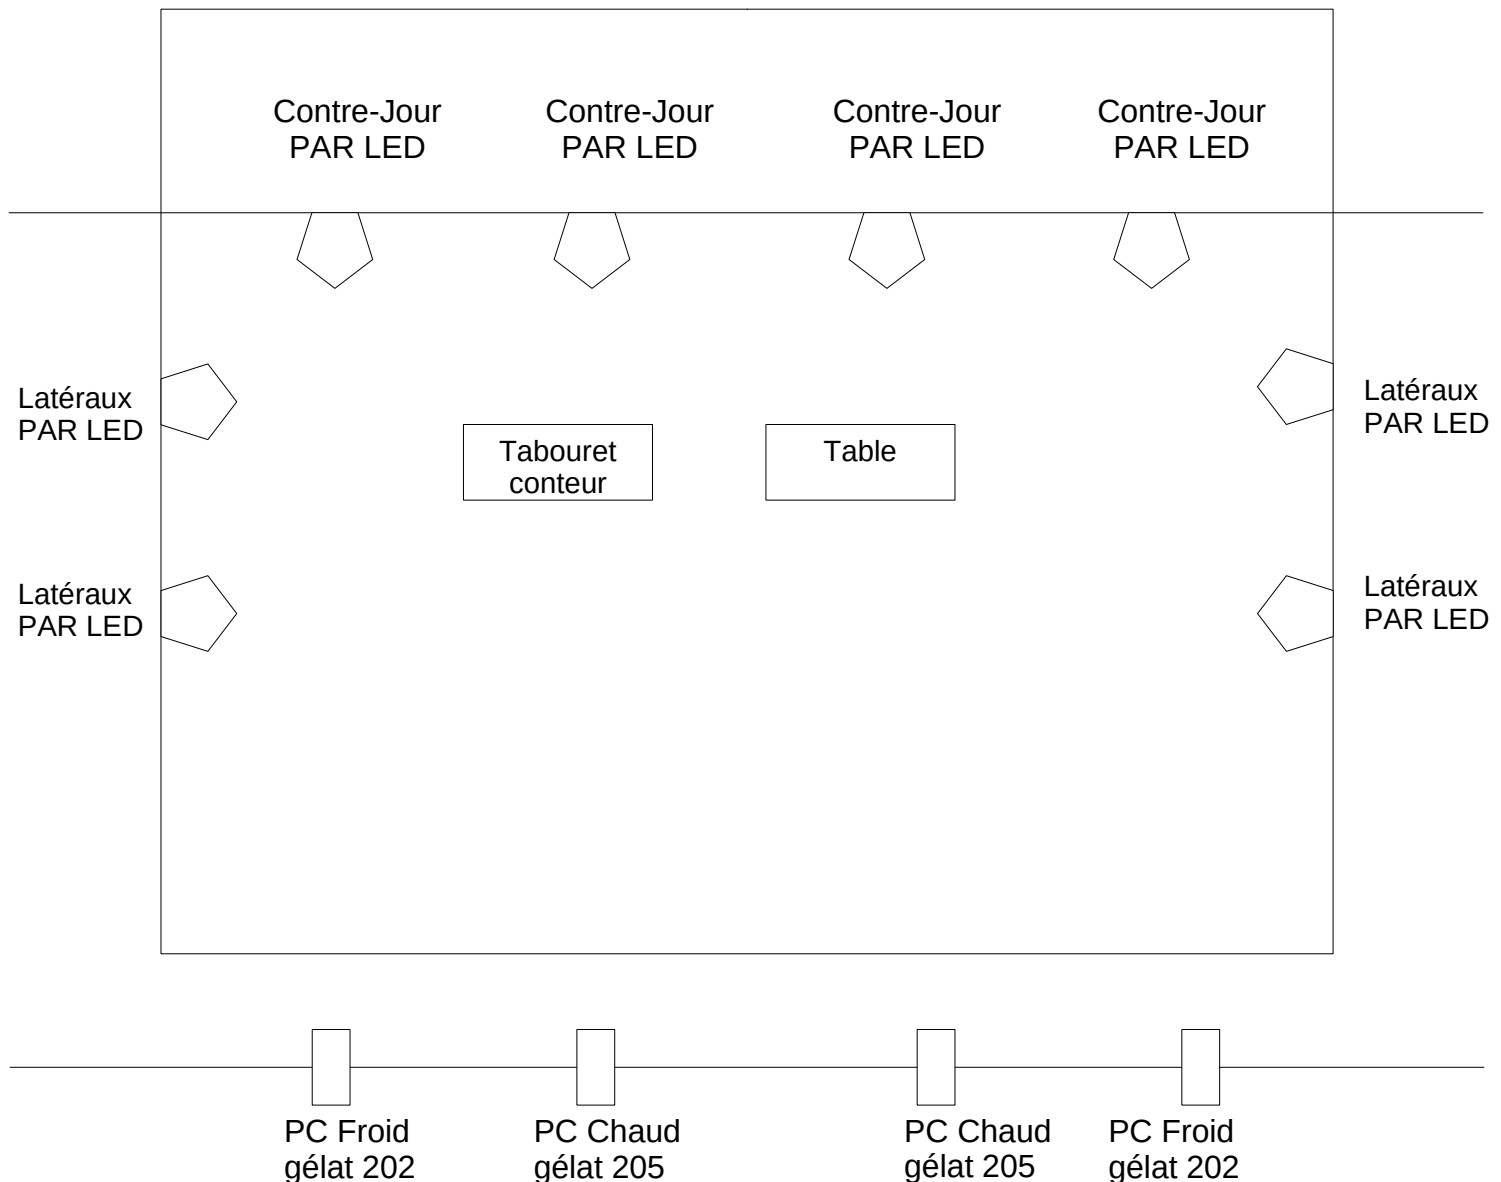 Contre-Jour
PAR LED
Contre-Jour
PAR LED
Contre-Jour
PAR LED
Contre-Jour
PAR LED
Latéraux
PAR LED
Latéraux
PAR LED
Tabouret
conteur
Table
Latéraux
PAR LED
Latéraux
PAR LED
PC Froid
gélat 202
PC Chaud
gélat 205
PC Chaud
gélat 205
PC Froid
gélat 202